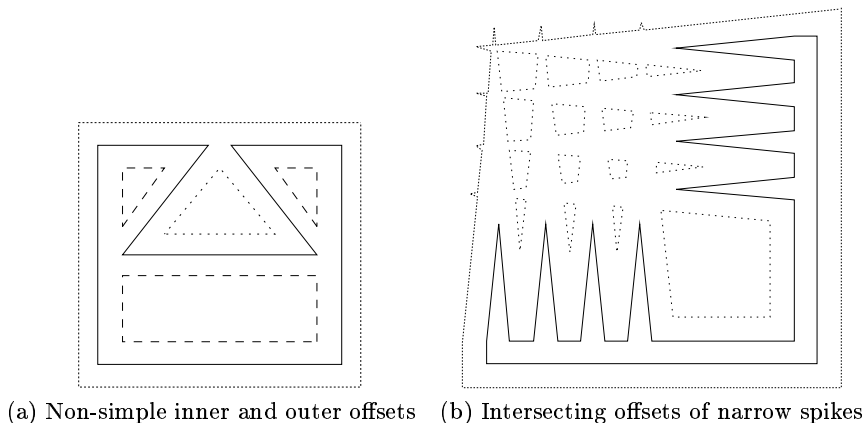 (a) Non-simple inner and outer offsets
(b) Intersecting offsets of narrow spikes